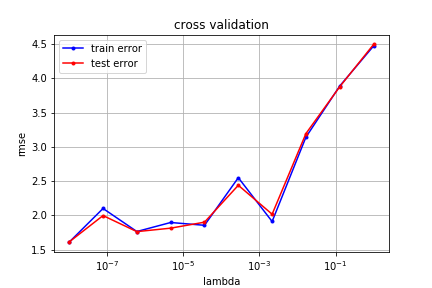 cross validation
train error
test error
4.5
4.0
3.5
3.0
2.5
2.0
1.5
rmse
10⁻⁷
10⁻⁵
10⁻³
10⁻¹
lambda